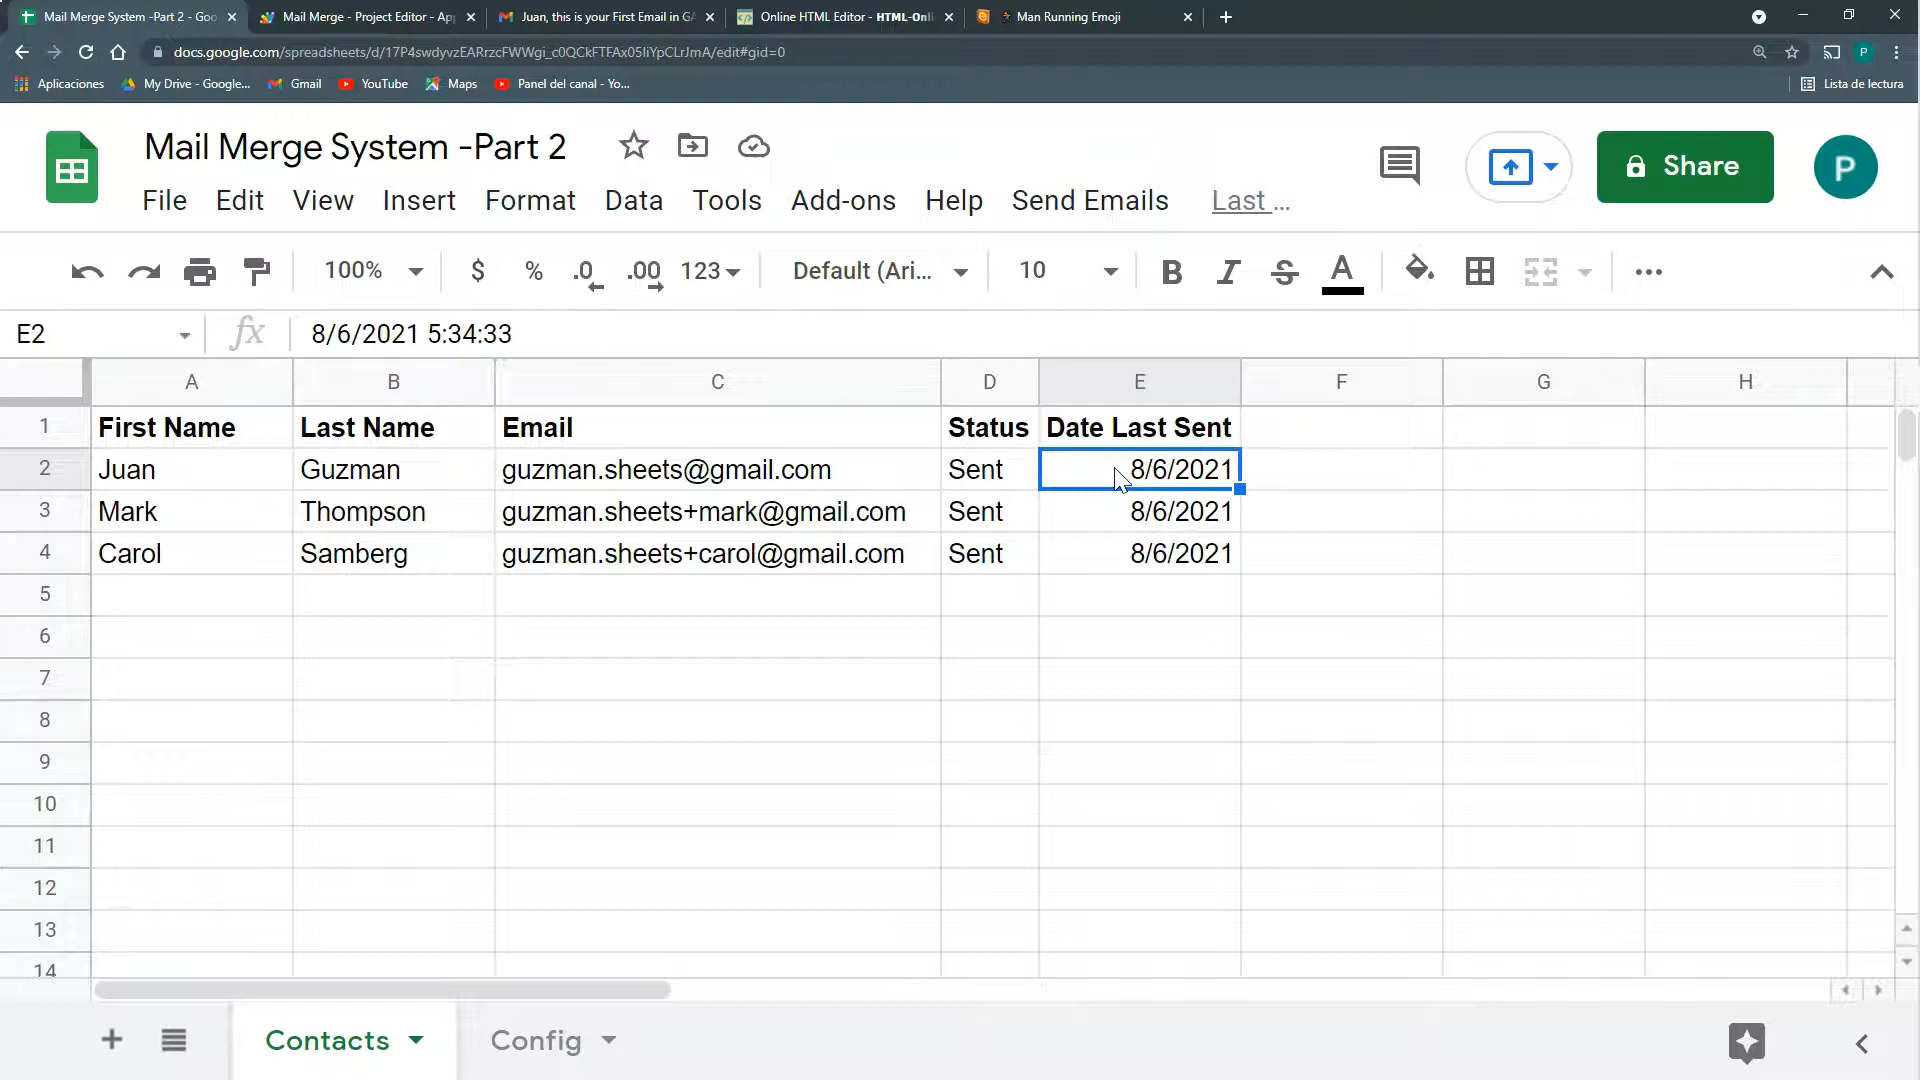 Mail Merge System -Part 2 - Goo
Mail Merge - Project Editor - App
Juan, this is your First Email in GA
Online HTML Editor - HTML-Onli
Man Running Emoji
docs.google.com/spreadsheets/d/17P4swdyvzEARrzcFWWgi_c0QCkFTFAx05IiYpCLrJmA/edit#gid=0
P
Aplicaciones
My Drive - Google...
Gmail
YouTube
Maps
Panel del canal - Yo...
Lista de lectura
Mail Merge System -Part 2
Share
P
File Edit View Insert Format Data Tools Add-ons Help Send Emails Last ...
100% $ % .0 .00 123 Default (Ari... 10 B I S A
E2 fx 8/6/2021 5:34:33
A B C D E F G H
1 First Name Last Name Email Status Date Last Sent
2 Juan Guzman guzman.sheets@gmail.com Sent 8/6/2021
3 Mark Thompson guzman.sheets+mark@gmail.com Sent 8/6/2021
4 Carol Samberg guzman.sheets+carol@gmail.com Sent 8/6/2021
5
6
7
8
9
10
11
12
13
14
Contacts Config